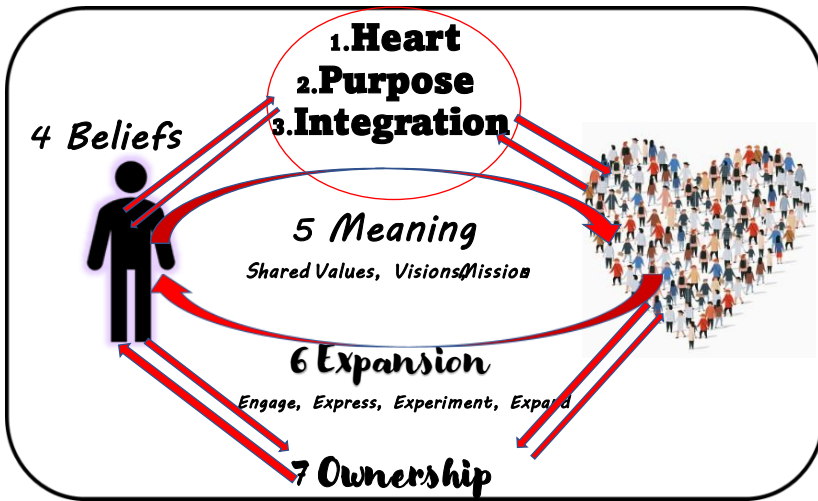 1.Heart
2.Purpose
3.Integration
4 Beliefs
5 Meaning
Shared Values, Visions,Mission
6 Expansion
Engage, Express, Experiment, Expand
7 Ownership